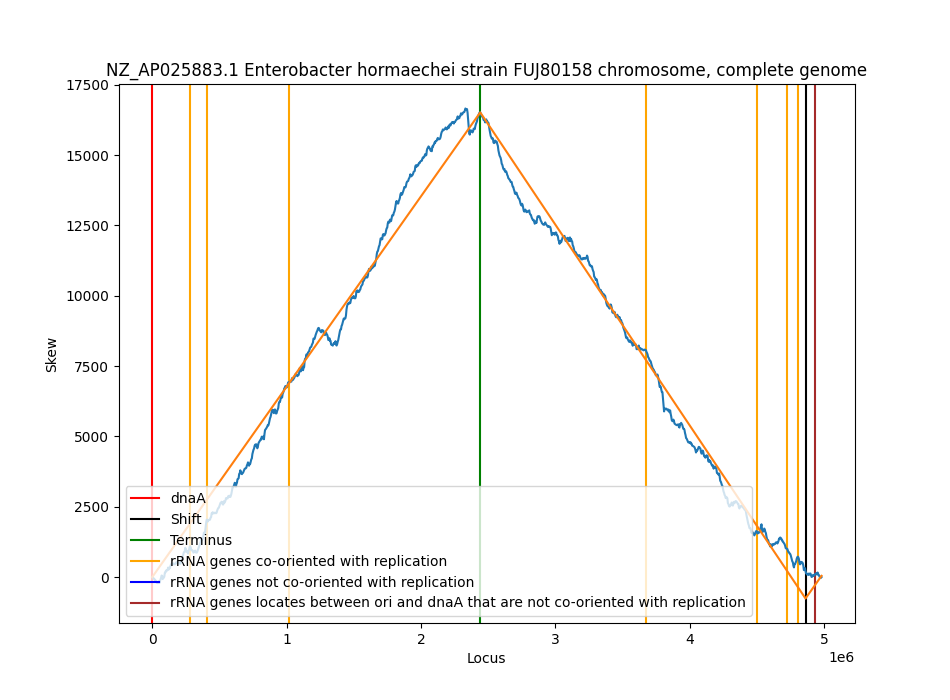 NZ_AP025883.1 Enterobacter hormaechei strain FUJ80158 chromosome, complete genome
17500
15000
12500
10000
7500
5000
2500
0
Skew
dnaA
Shift
Terminus
rRNA genes co-oriented with replication
rRNA genes not co-oriented with replication
rRNA genes locates between ori and dnaA that are not co-oriented with replication
0 1 2 3 4 5
1e6
Locus